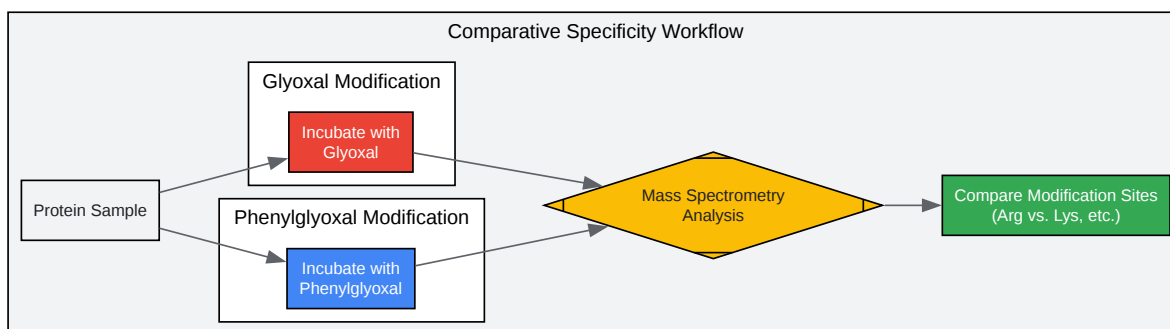 Comparative Specificity Workflow
Glyoxal Modification
Incubate with
Glyoxal
Protein Sample
Phenylglyoxal Modification
Incubate with
Phenylglyoxal
Mass Spectrometry
Analysis
Compare Modification Sites
(Arg vs. Lys, etc.)